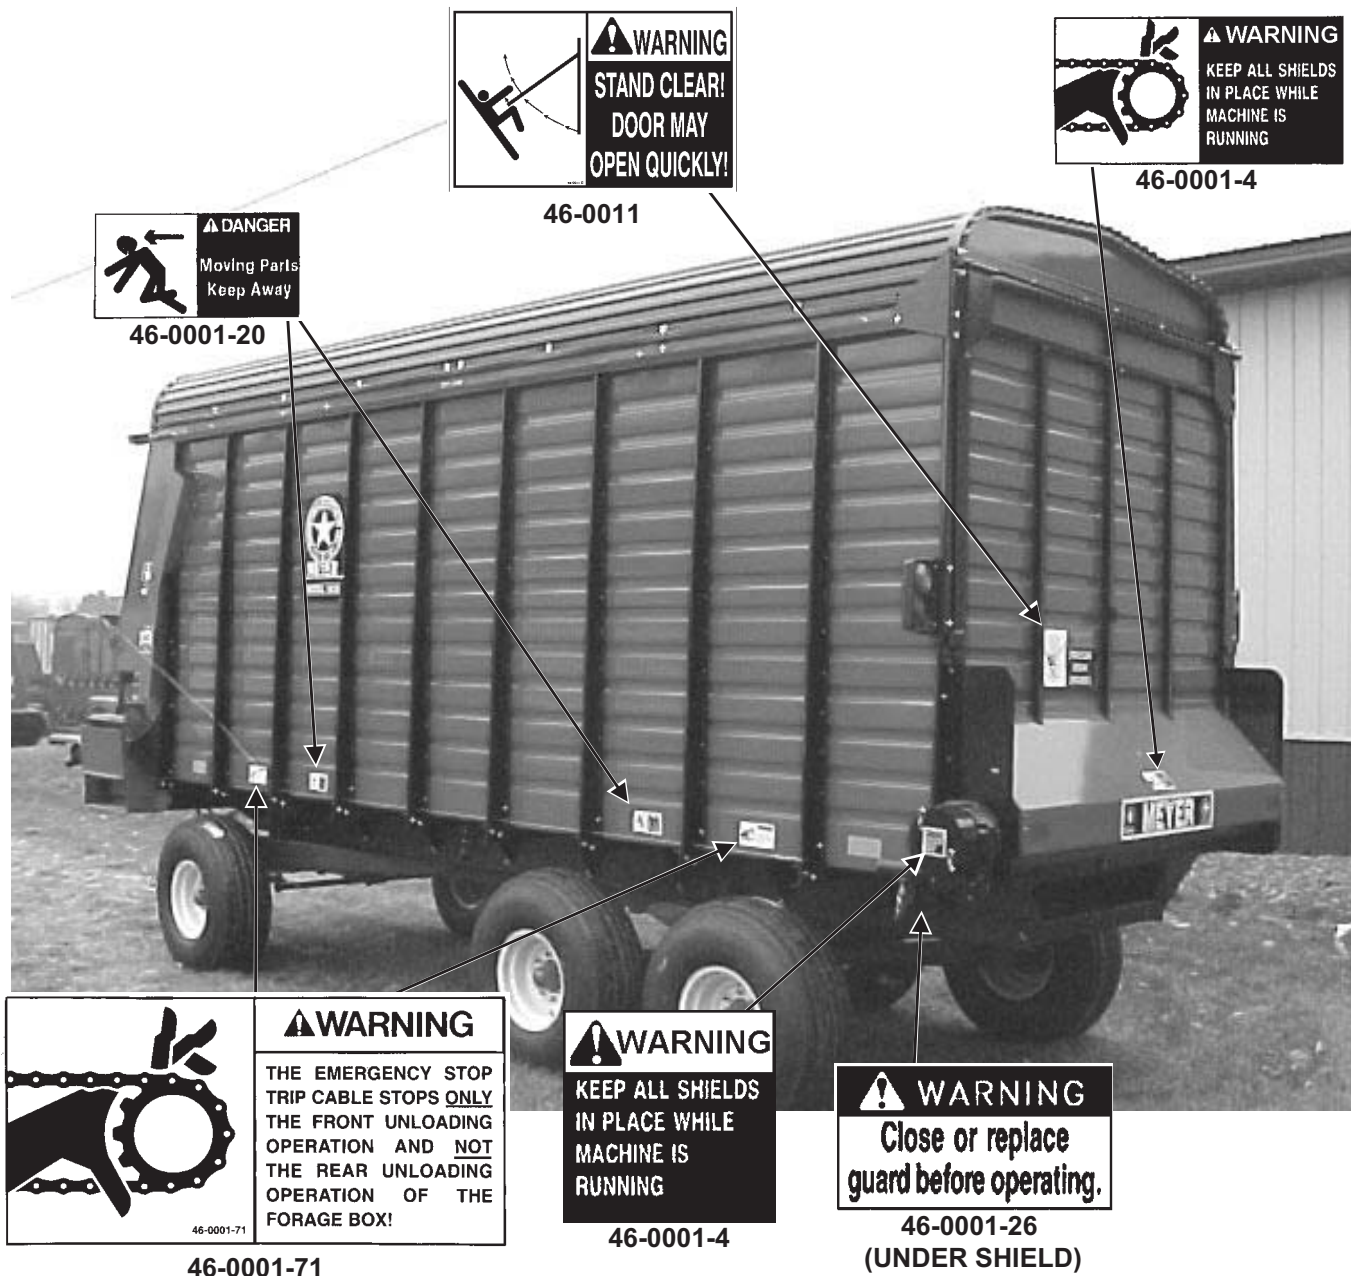 WARNING
STAND CLEAR!
DOOR MAY
OPEN QUICKLY!
46-0011
WARNING
KEEP ALL SHIELDS
IN PLACE WHILE
MACHINE IS
RUNNING
46-0001-4
DANGER
Moving Parts
Keep Away
46-0001-20
MEYER
WARNING
THE EMERGENCY STOP
TRIP CABLE STOPS ONLY
THE FRONT UNLOADING
OPERATION AND NOT
THE REAR UNLOADING
OPERATION OF THE
FORAGE BOX!
46-0001-71
46-0001-71
WARNING
KEEP ALL SHIELDS
IN PLACE WHILE
MACHINE IS
RUNNING
46-0001-4
WARNING
Close or replace
guard before operating.
46-0001-26
(UNDER SHIELD)